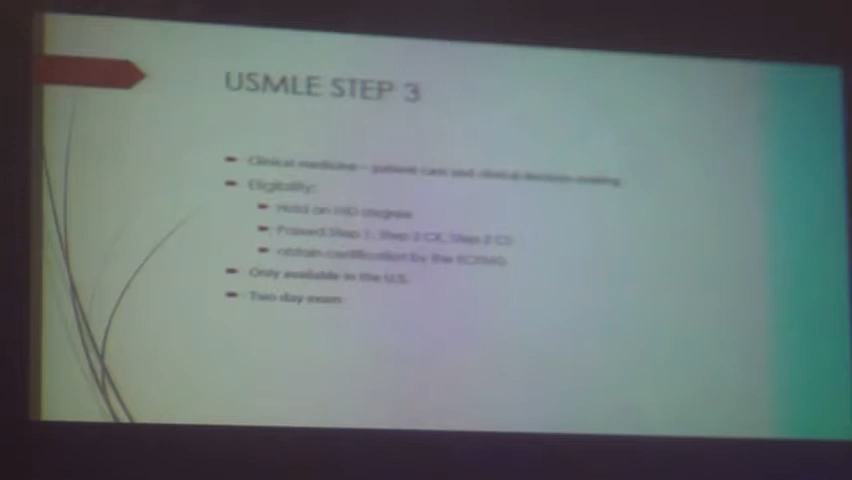 USMLE STEP 3
Clinical medicine – patient care and clinical decision-making
Eligibility:
Hold an MD degree
Passed Step 1, Step 2 CK, Step 2 CS
obtain certification by the ECFMG
Only available in the U.S.
Two day exam